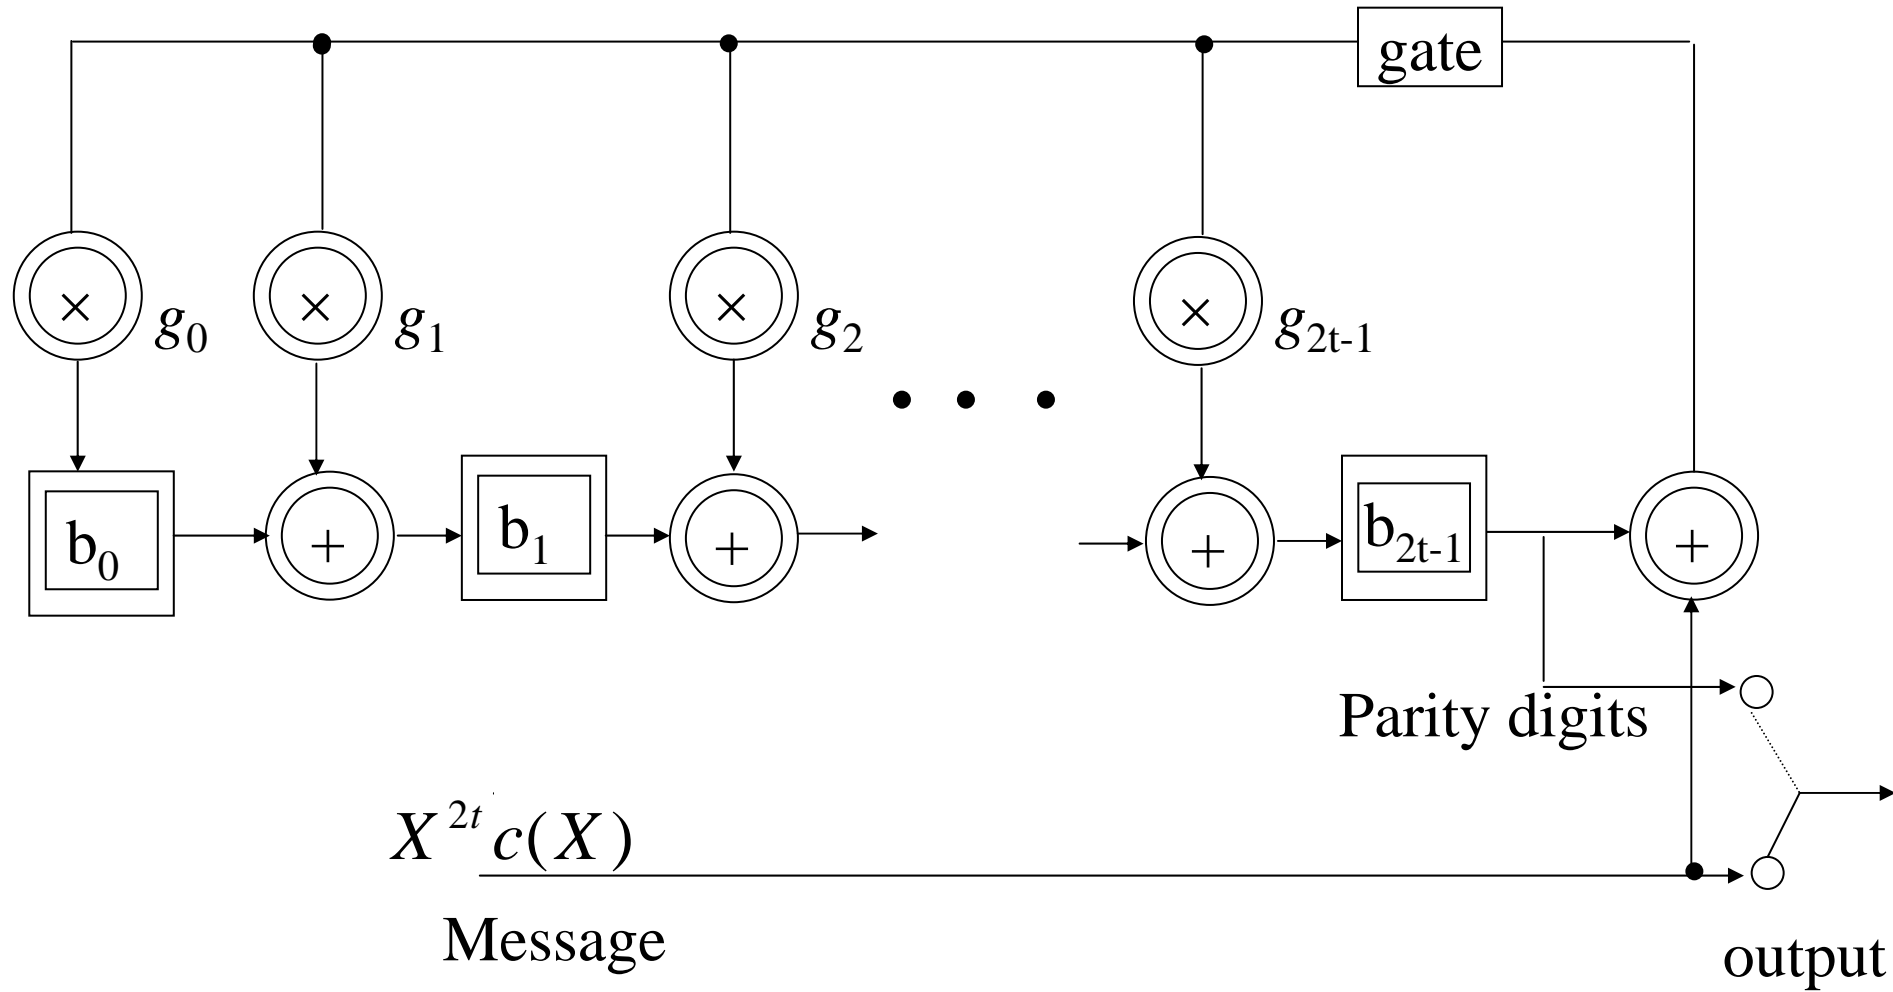 gate
× g₀ × g₁ × g₂ × g₂ₜ₋₁
• • •
b₀ + b₁ + + b₂ₜ₋₁ +
Parity digits
X²ᵗ c(X)
Message
output